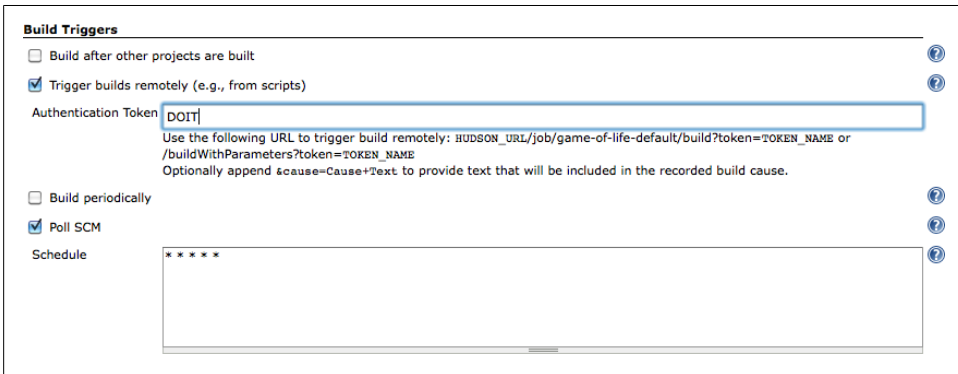 Build Triggers
Build after other projects are built
Trigger builds remotely (e.g., from scripts)
Authentication Token DOIT
Use the following URL to trigger build remotely: HUDSON_URL/job/game-of-life-default/build?token=TOKEN_NAME or
/buildWithParameters?token=TOKEN_NAME
Optionally append &cause=Cause+Text to provide text that will be included in the recorded build cause.
Build periodically
Poll SCM
Schedule * * * * *